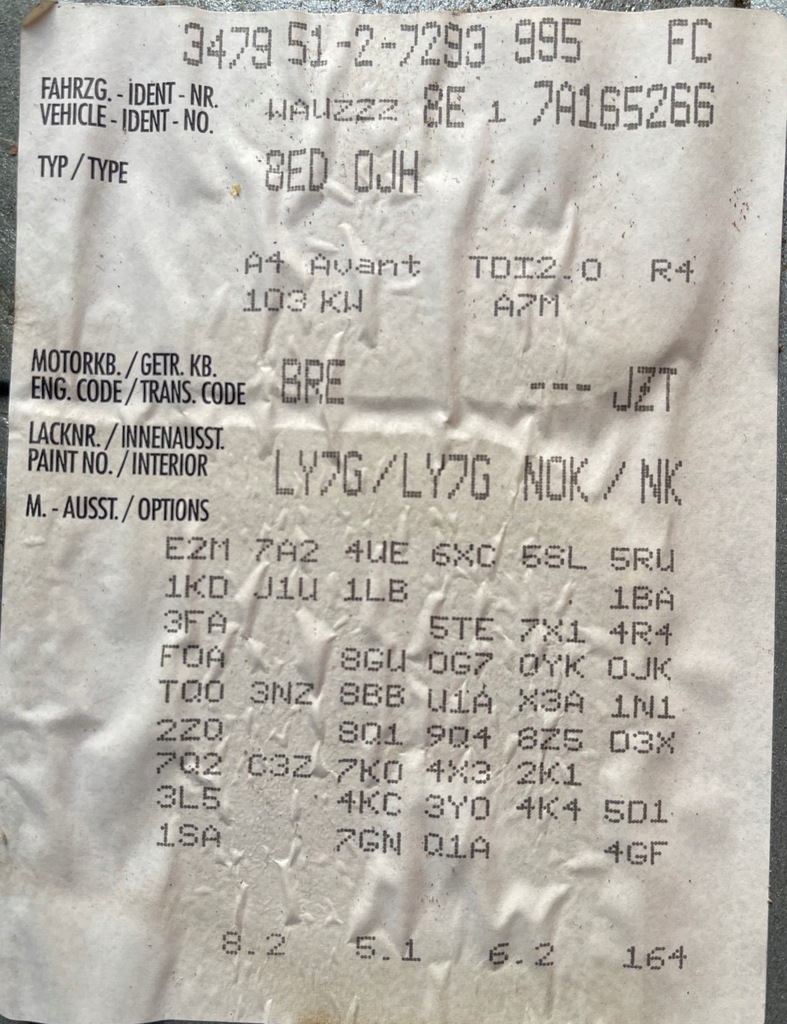 3479 51-2-7293 995 FC
FAHRZG. - IDENT - NR.
VEHICLE - IDENT - NO.
WAUZZZ 8E 1 7A165266
TYP / TYPE 8ED 0JH
A4 Avant TDI2.0 R4
103 KW A7M
MOTORKB. / GETR. KB.
ENG. CODE / TRANS. CODE
BRE --- JZT
LACKNR. / INNENAUSST.
PAINT NO. / INTERIOR
LY7G / LY7G N0K / NK
M. - AUSST. / OPTIONS
E2M 7A2 4UE 6XC 5SL 5RU
1KD J1U 1LB 1BA
3FA 5TE 7X1 4R4
F0A 8GU 0G7 0YK 0JK
TQ0 3NZ 8BB U1A X3A 1N1
2ZQ 8Q1 9Q4 8Z5 D3X
7Q2 C3Z 7K0 4X3 2K1
3L5 4KC 3Y0 4K4 5D1
1SA 7GN Q1A 4GF
8.2 5.1 6.2 164